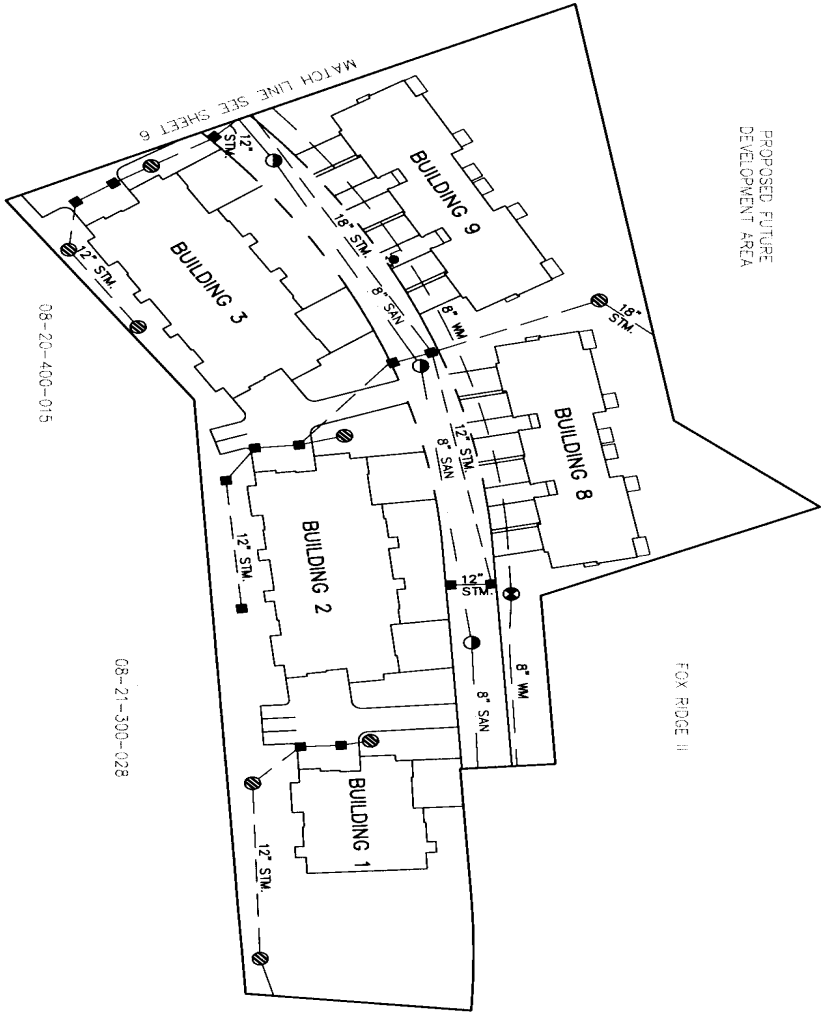 PROPOSED FUTURE
DEVELOPMENT AREA
MATCH LINE SEE SHEET 6
BUILDING 9
12"
STM.
18" STM.
8" SAN
8" WM
18"
STM.
BUILDING 3
12" STM.
08-20-400-015
BUILDING 8
12" STM.
8" SAN
BUILDING 2
12" STM.
12"
STM.
FOX RIDGE II
8" WM
8" SAN
08-21-300-028
BUILDING 1
12" STM.